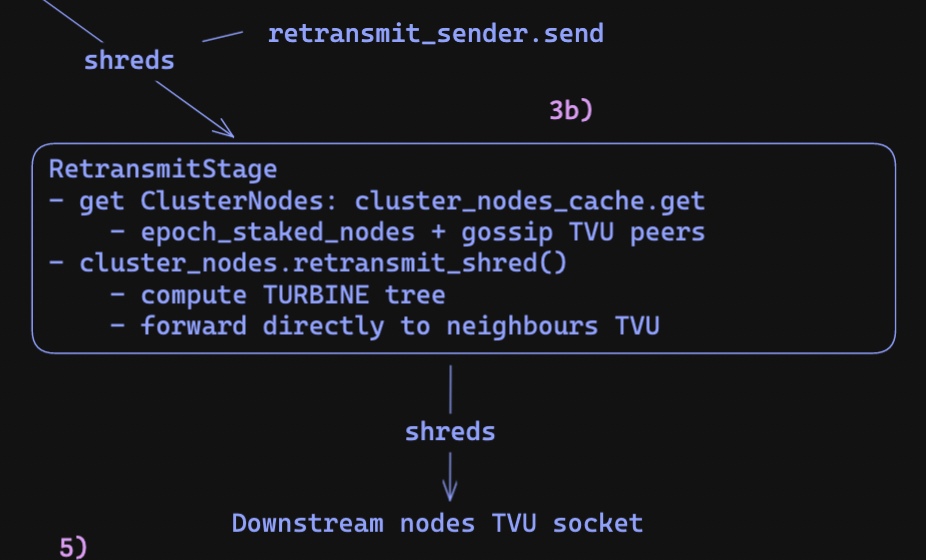 retransmit_sender.send
shreds
3b)
RetransmitStage
- get ClusterNodes: cluster_nodes_cache.get
- epoch_staked_nodes + gossip TVU peers
- cluster_nodes.retransmit_shred()
- compute TURBINE tree
- forward directly to neighbours TVU
shreds
Downstream nodes TVU socket
5)